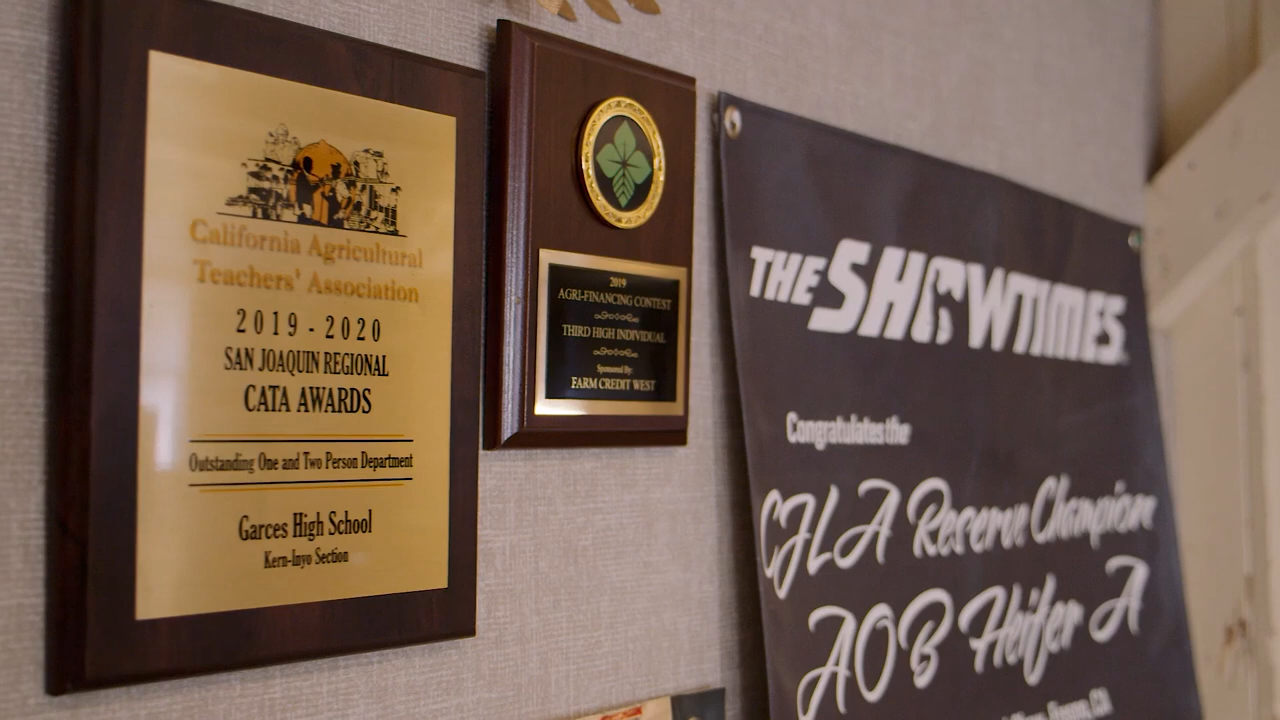 California Agricultural
Teachers' Association
2019-2020
SAN JOAQUIN REGIONAL
CATA AWARDS
Outstanding One and Two Person Department
Garces High School
Kern-Inyo Section
2019
AGRI-FINANCING CONTEST
THIRD HIGH INDIVIDUAL
Sponsored By:
FARM CREDIT WEST
THE SHOWTIMES
Congratulates the
CJLA Reserve Champion
AOB Heifer A
CA